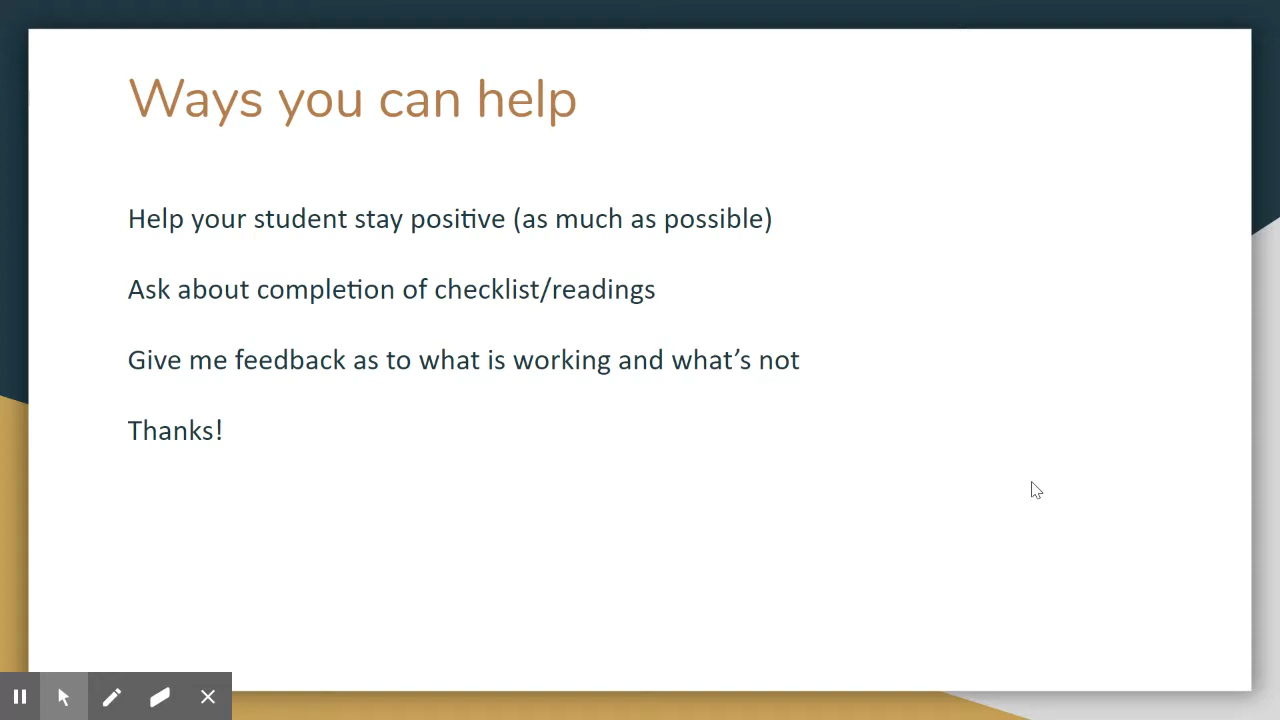 Ways you can help
Help your student stay positive (as much as possible)
Ask about completion of checklist/readings
Give me feedback as to what is working and what’s not
Thanks!